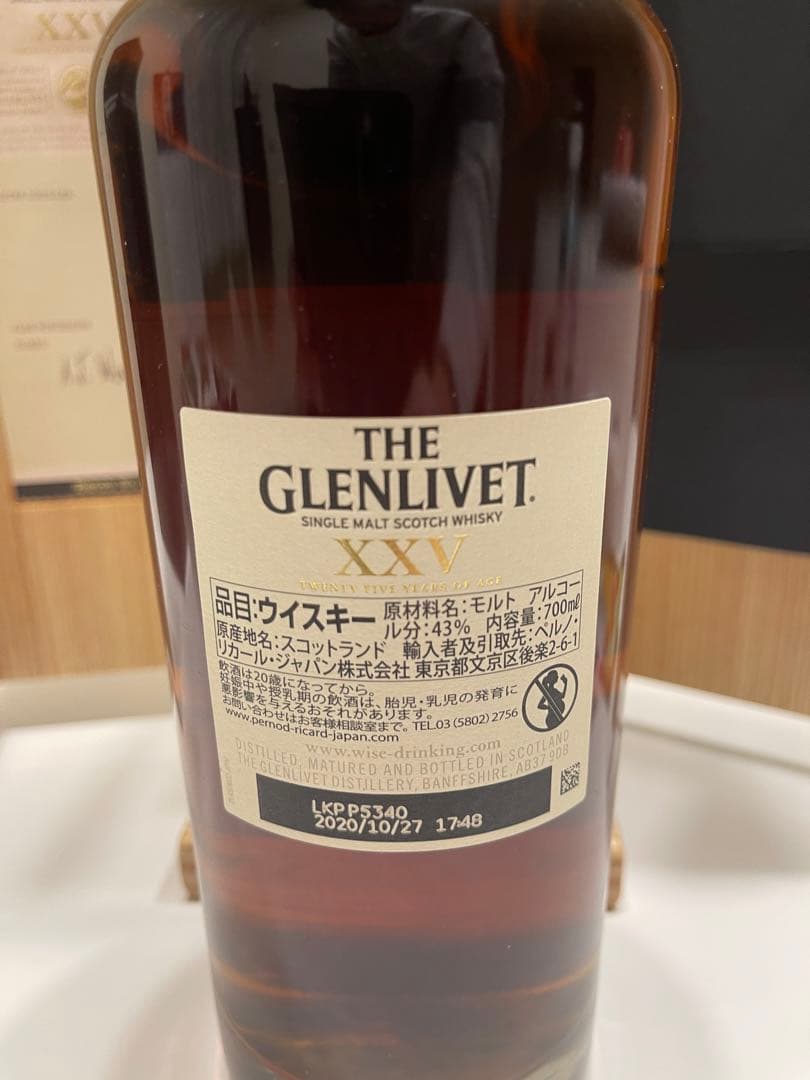 XXV
THE
GLENLIVET.
SINGLE MALT SCOTCH WHISKY
XXV
TWENTY FIVE YEARS OF AGE
品目:ウイスキー 原材料名:モルト アルコー
ル分:43% 内容量:700mℓ
原産地名:スコットランド 輸入者及引取先:ペルノ・
リカール・ジャパン株式会社 東京都文京区後楽2-6-1
飲酒は20歳になってから。
妊娠中や授乳期の飲酒は、胎児・乳児の発育に
悪影響を与えるおそれがあります。
お問い合わせはお客様相談室まで。TEL.03 (5802) 2756
www.pernod-ricard-japan.com
www.wise-drinking.com
DISTILLED, MATURED AND BOTTLED IN SCOTLAND
THE GLENLIVET DISTILLERY, BANFFSHIRE, AB37 9DB
LKPP5340
2020/10/27 17:48